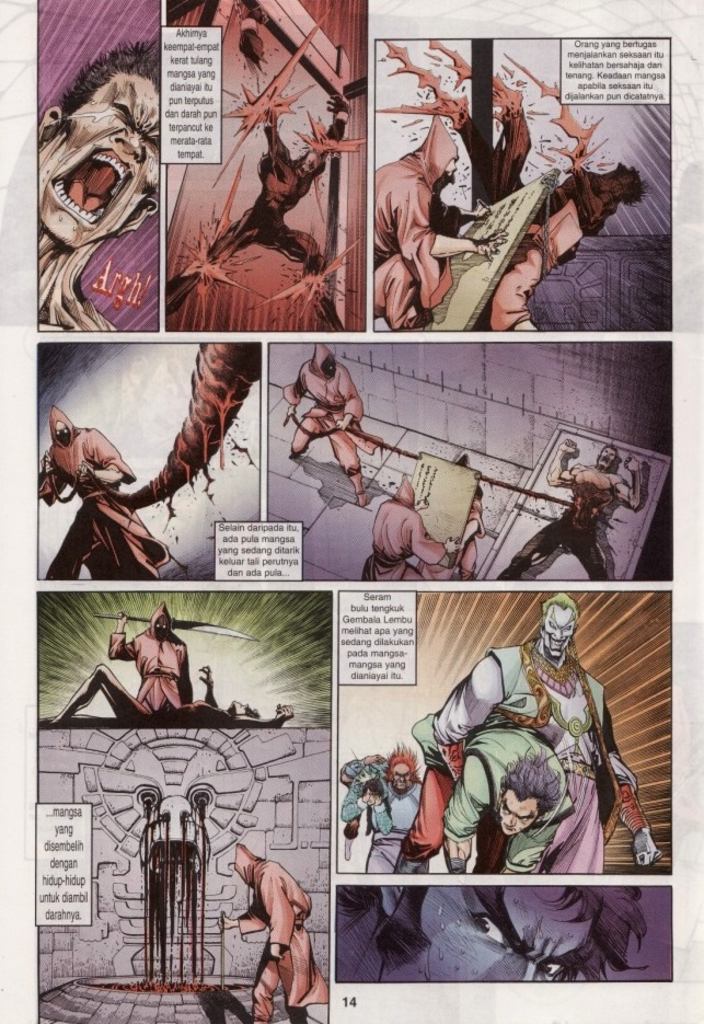 Akhirnya
keempat-empat
kerat tulang
mangsa yang
dianiayai itu
pun terputus
dan darah pun
terpancut ke
merata-rata
tempat.
Argh!
Orang yang bertugas
menjalankan seksaan itu
kelihatan bersahaja dan
tenang. Keadaan mangsa
apabila seksaan itu
dijalankan pun dicatatnya.
Selain daripada itu,
ada pula mangsa
yang sedang ditarik
keluar tali perutnya
dan ada pula...
...mangsa
yang
disembelih
dengan
hidup-hidup
untuk diambil
darahnya.
Seram
bulu tengkuk
Gembala Lembu
melihat apa yang
sedang dilakukan
pada mangsa-
mangsa yang
dianiayai itu.
14